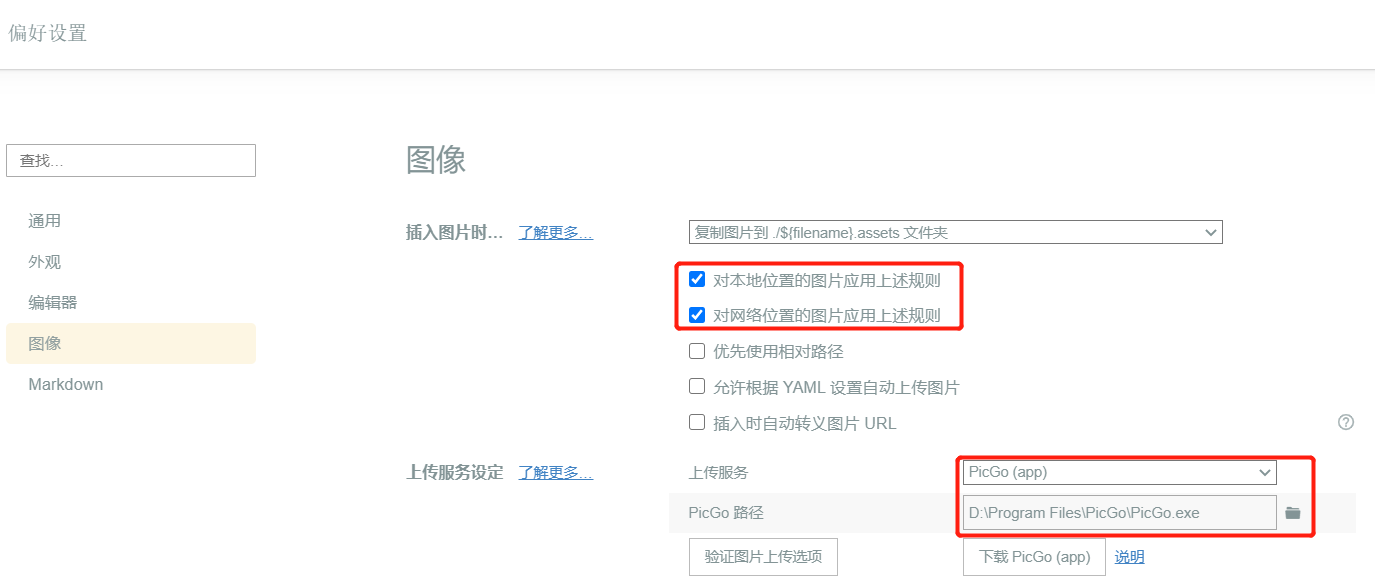 偏好设置
查找...
通用
外观
编辑器
图像
Markdown
图像
插入图片时... 了解更多... 复制图片到 ./${filename}.assets 文件夹
对本地位置的图片应用上述规则
对网络位置的图片应用上述规则
优先使用相对路径
允许根据 YAML 设置自动上传图片
插入时自动转义图片 URL
上传服务设定 了解更多... 上传服务 PicGo (app)
PicGo 路径 D:\Program Files\PicGo\PicGo.exe
验证图片上传选项 下载 PicGo (app) 说明